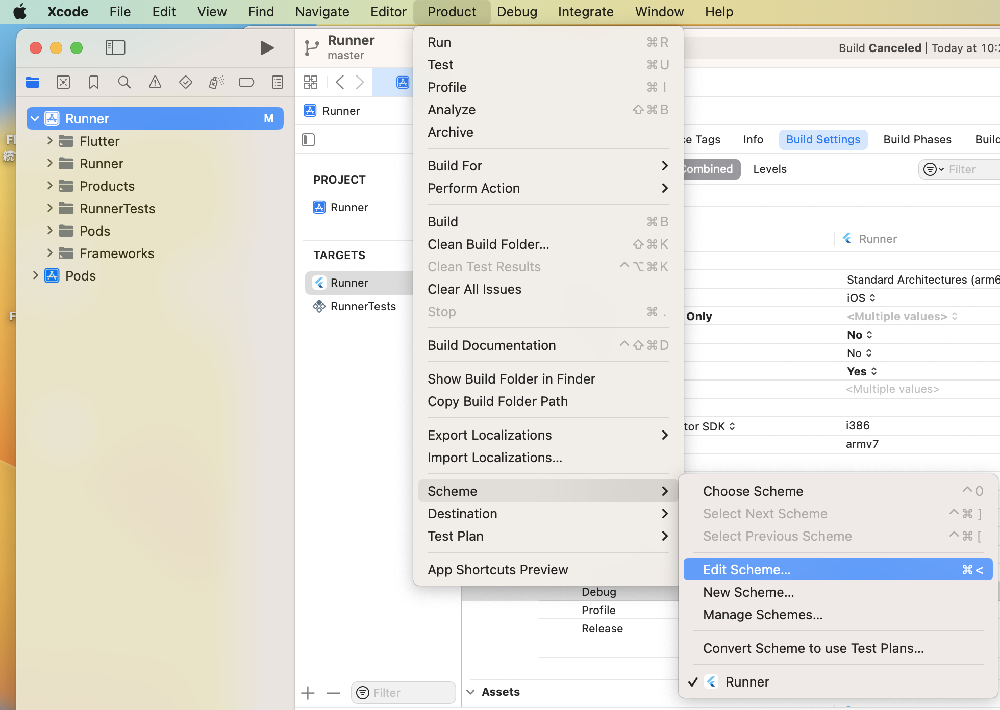 Xcode File Edit View Find Navigate Editor Product Debug Integrate Window Help
Runner
master
Build Canceled | Today at 10:
Runner M
Flutter
Runner
Products
RunnerTests
Pods
Frameworks
Pods
Fl
続
F
Runner
PROJECT
Runner
TARGETS
Runner
RunnerTests
Filter
Run ⌘R
Test ⌘U
Profile ⌘I
Analyze ⇧⌘B
Archive
Build For
Perform Action
Build ⌘B
Clean Build Folder... ⇧⌘K
Clean Test Results ^⌥⌘K
Clear All Issues
Stop ⌘.
Build Documentation ^⇧⌘D
Show Build Folder in Finder
Copy Build Folder Path
Export Localizations
Import Localizations...
Scheme
Destination
Test Plan
App Shortcuts Preview
ce Tags Info Build Settings Build Phases Build
Combined Levels Filter
Runner
Standard Architectures (arm6
iOS
Only <Multiple values>
No
No
Yes
<Multiple values>
tor SDK i386
armv7
Choose Scheme ^0
Select Next Scheme ^⌘]
Select Previous Scheme ^⌘[
Edit Scheme... ⌘<
New Scheme...
Manage Schemes...
Convert Scheme to use Test Plans...
✓ Runner
Debug
Profile
Release
Assets